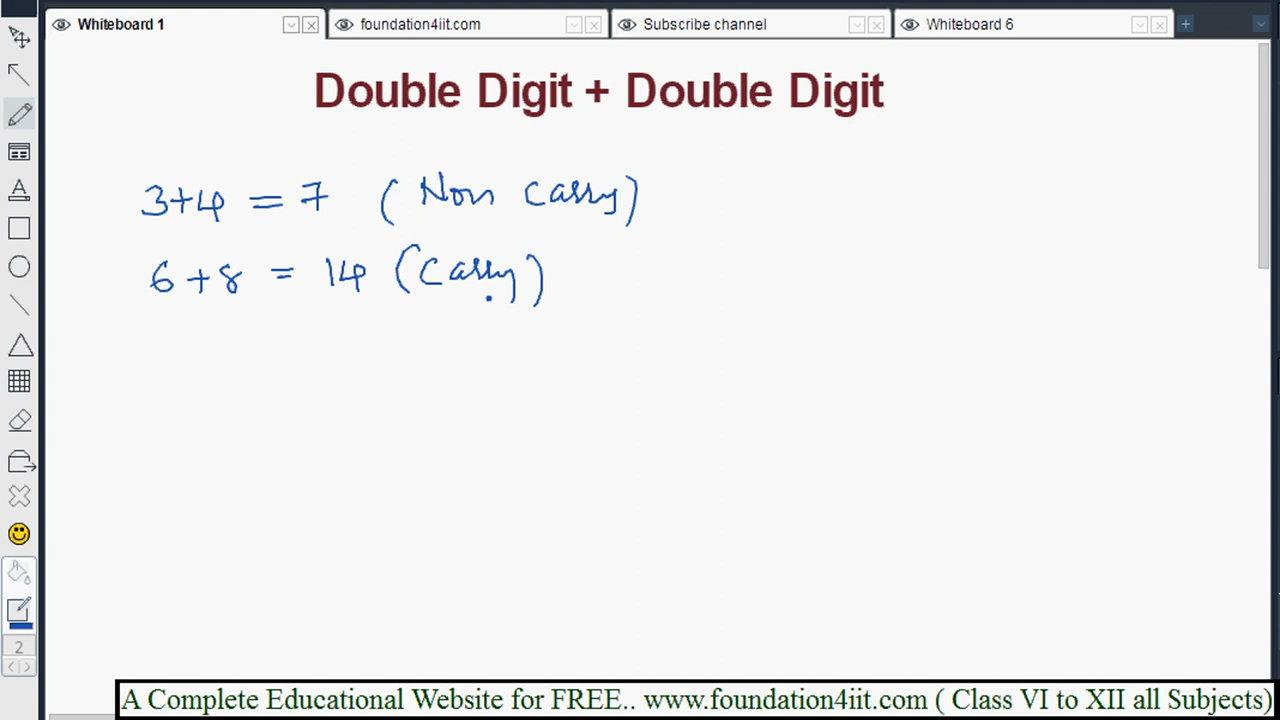 Whiteboard 1 foundation4iit.com Subscribe channel Whiteboard 6
Double Digit + Double Digit
3+4 = 7 (Non Carry)
6+8 = 14 (Carry)
2
A Complete Educational Website for FREE.. www.foundation4iit.com ( Class VI to XII all Subjects)